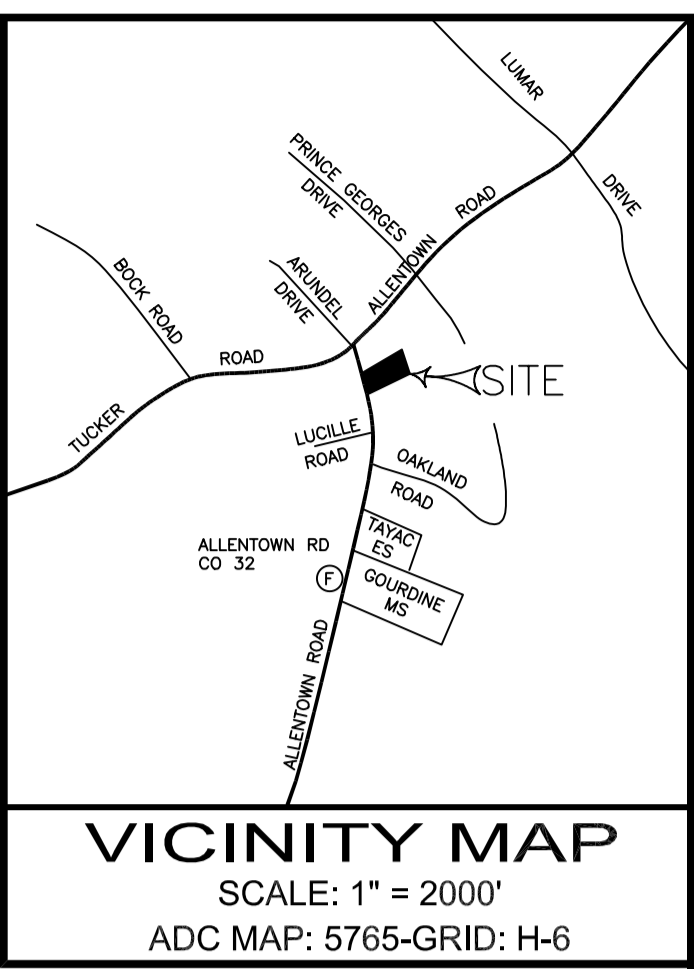 LUMAR
DRIVE
PRINCE GEORGES
DRIVE
ALLENTOWN
ROAD
ARUNDEL
DRIVE
BOCK ROAD
TUCKER
ROAD
SITE
LUCILLE
ROAD
OAKLAND
ROAD
TAYAC
ES
ALLENTOWN RD
CO 32
F
GOURDINE
MS
ALLENTOWN ROAD
VICINITY MAP
SCALE: 1" = 2000'
ADC MAP: 5765-GRID: H-6